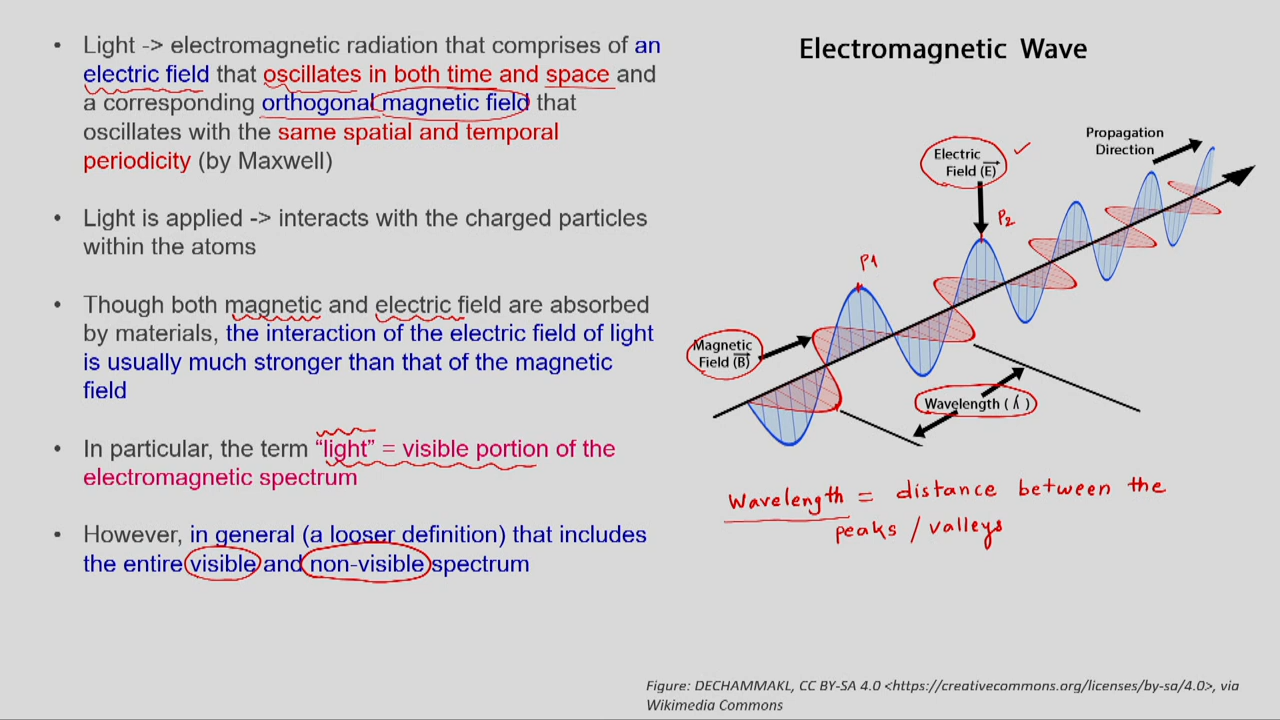 Electromagnetic Wave
• Light -> electromagnetic radiation that comprises of an
electric field that oscillates in both time and space and
a corresponding orthogonal magnetic field that
oscillates with the same spatial and temporal
periodicity (by Maxwell)
• Light is applied -> interacts with the charged particles
within the atoms
• Though both magnetic and electric field are absorbed
by materials, the interaction of the electric field of light
is usually much stronger than that of the magnetic
field
• In particular, the term “light” = visible portion of the
electromagnetic spectrum
• However, in general (a looser definition) that includes
the entire visible and non-visible spectrum
Propagation
Direction
Electric
Field (E)
P2
P1
Magnetic
Field (B)
Wavelength (λ)
Wavelength = distance between the
peaks / valleys
Figure: DECHAMMAKL, CC BY-SA 4.0 <https://creativecommons.org/licenses/by-sa/4.0>, via
Wikimedia Commons